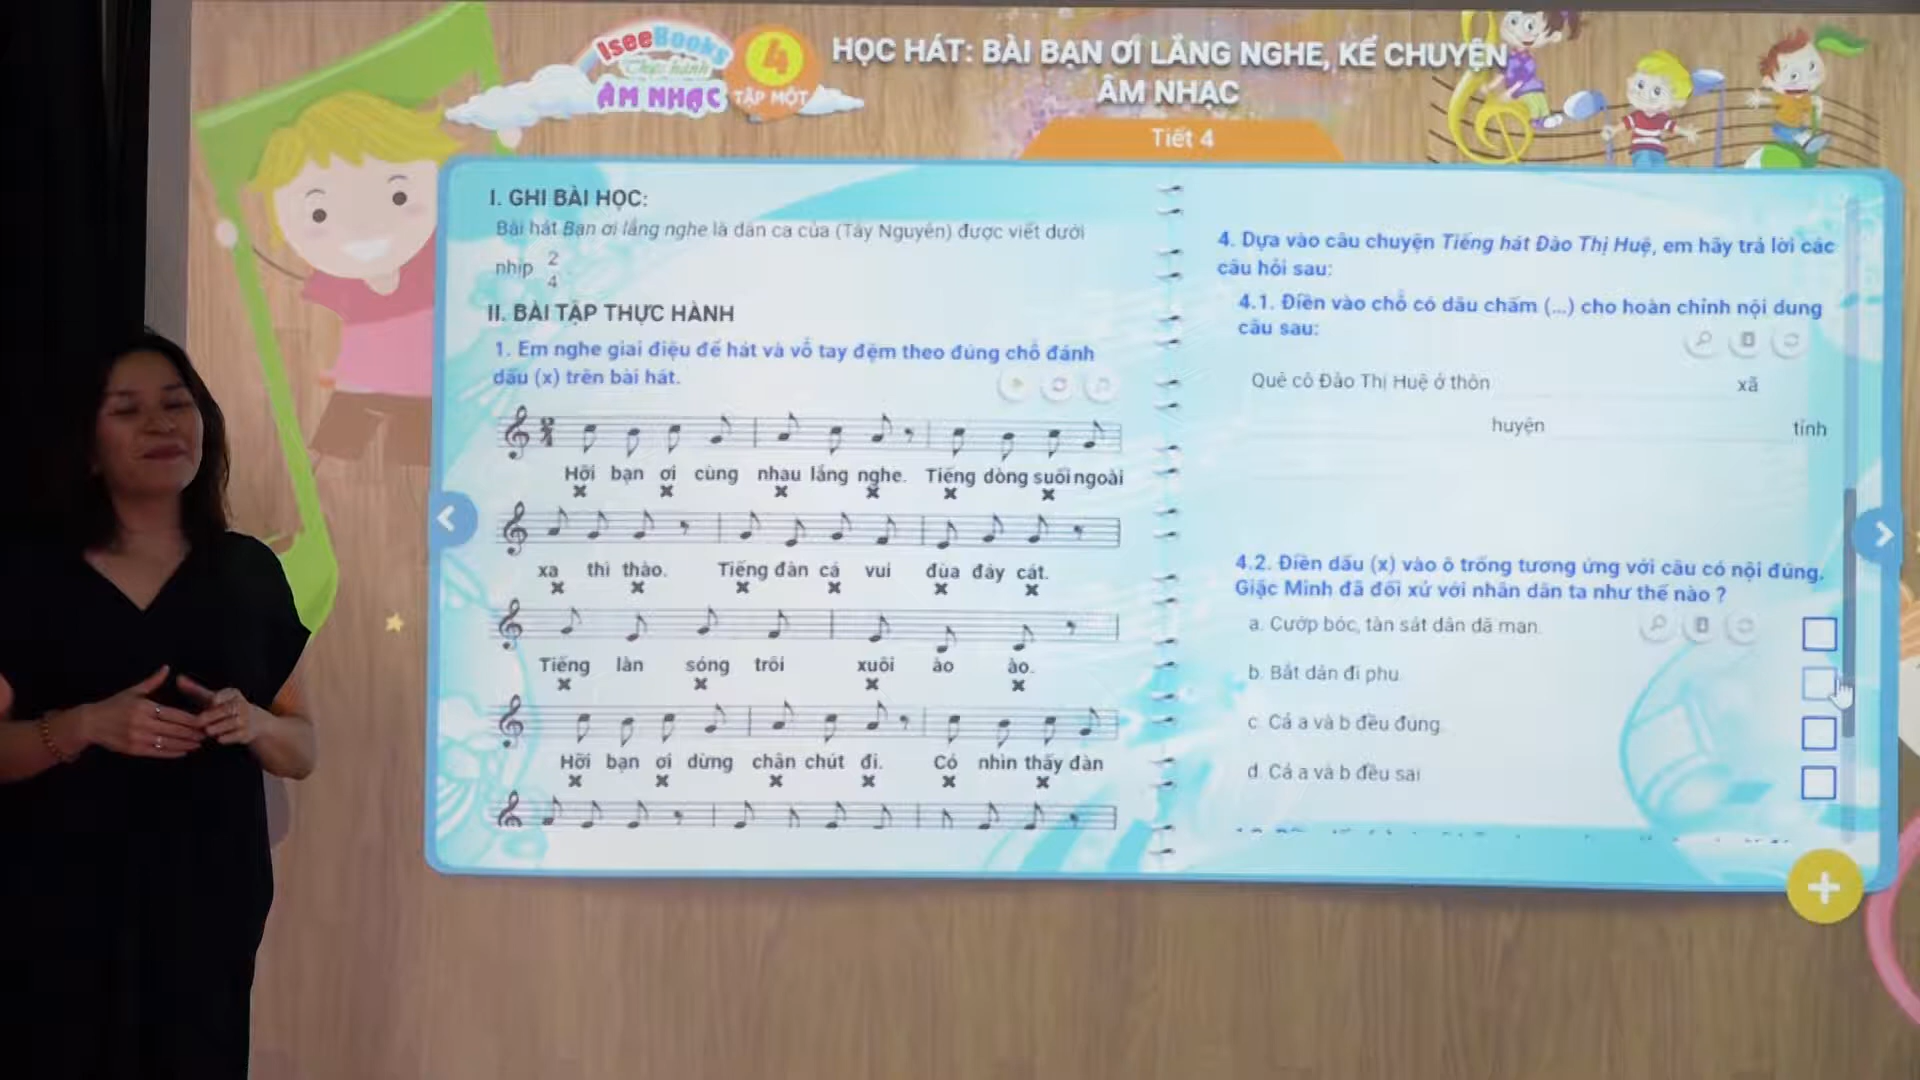 IseeBooks
Thực hành
ÂM NHẠC
4
TẬP MỘT
HỌC HÁT: BÀI BẠN ƠI LẮNG NGHE, KỂ CHUYỆN
ÂM NHẠC
Tiết 4
I. GHI BÀI HỌC:
Bài hát Bạn ơi lắng nghe là dân ca của (Tây Nguyên) được viết dưới
nhịp 2
4
II. BÀI TẬP THỰC HÀNH
1. Em nghe giai điệu để hát và vỗ tay đệm theo đúng chỗ đánh
dấu (x) trên bài hát.
Hỡi bạn ơi cùng nhau lắng nghe. Tiếng dòng suối ngoài
xa thì thào. Tiếng đàn cá vui đùa đáy cát.
Tiếng làn sóng trôi xuôi ào ào.
Hỡi bạn ơi dừng chân chút đi. Có nhìn thấy đàn
4. Dựa vào câu chuyện Tiếng hát Đào Thị Huệ, em hãy trả lời các
câu hỏi sau:
4.1. Điền vào chỗ có dấu chấm (...) cho hoàn chỉnh nội dung
câu sau:
Quê cô Đào Thị Huệ ở thôn xã
huyện tỉnh
4.2. Điền dấu (x) vào ô trống tương ứng với câu có nội đúng.
Giặc Minh đã đối xử với nhân dân ta như thế nào ?
a. Cướp bóc, tàn sát dân dã man.
b. Bắt dân đi phu.
c. Cả a và b đều đúng.
d. Cả a và b đều sai